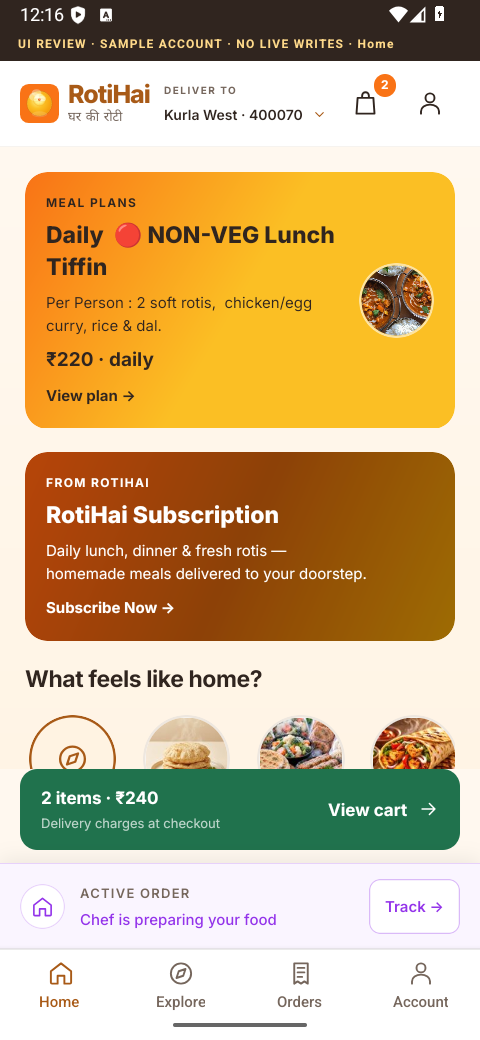 12:16
UI REVIEW · SAMPLE ACCOUNT · NO LIVE WRITES · Home
RotiHai
घर की रोटी
DELIVER TO
Kurla West · 400070
2
MEAL PLANS
Daily 🔴 NON-VEG Lunch
Tiffin
Per Person : 2 soft rotis,  chicken/egg
curry, rice & dal.
₹220 · daily
View plan →
FROM ROTIHAI
RotiHai Subscription
Daily lunch, dinner & fresh rotis —
homemade meals delivered to your doorstep.
Subscribe Now →
What feels like home?
2 items · ₹240
Delivery charges at checkout
View cart →
ACTIVE ORDER
Chef is preparing your food
Track →
Home
Explore
Orders
Account